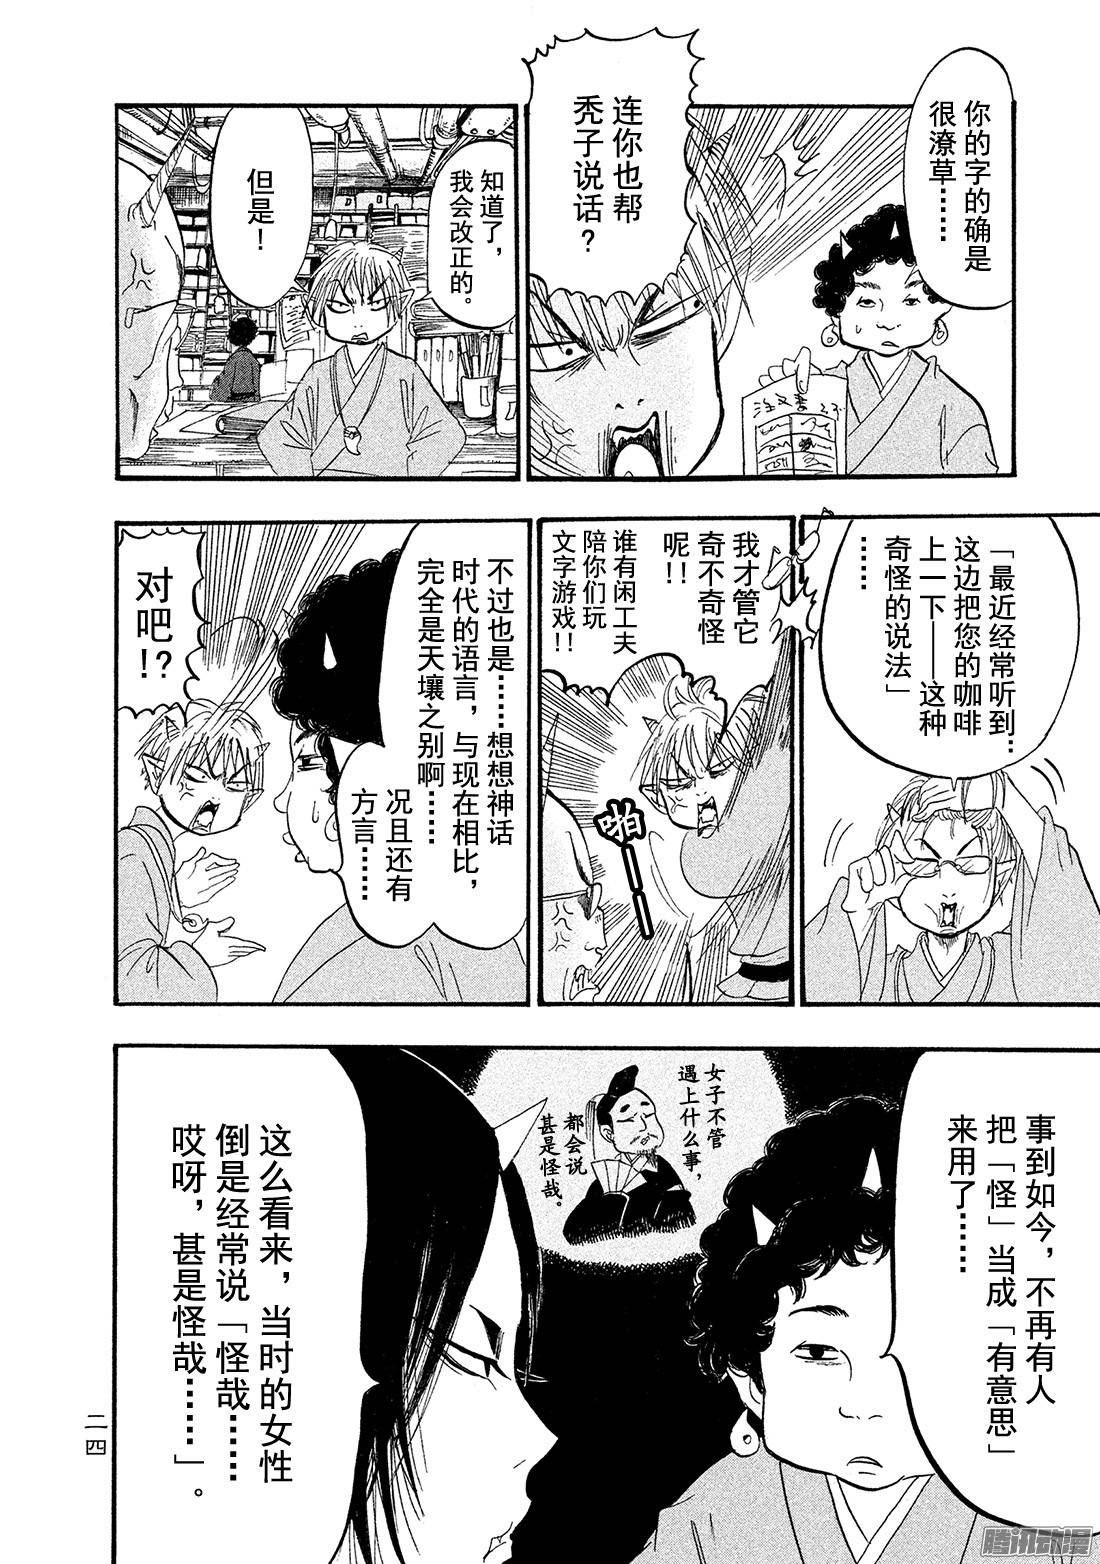 你的字的确是
很潦草……
连你也帮
秃子说话？
知道了，
我会改正的。
但是！
「最近经常听到…
这边把您的咖啡
上一下——这种
奇怪的说法」
……
我才管它
奇不奇怪
呢！！
谁有闲工夫
陪你们玩
文字游戏！！
啪——
不过也是……想想神话
时代的语言，与现在相比，
完全是天壤之别啊……
况且还有
方言……
对吧！？
事到如今，不再有人
把「怪」当成「有意思」
来用了……
女子不管
遇上什么事，
都会说
甚是怪哉。
这么看来，当时的女性
倒是经常说「怪哉……
哎呀，甚是怪哉……」。
二四
腾讯动漫